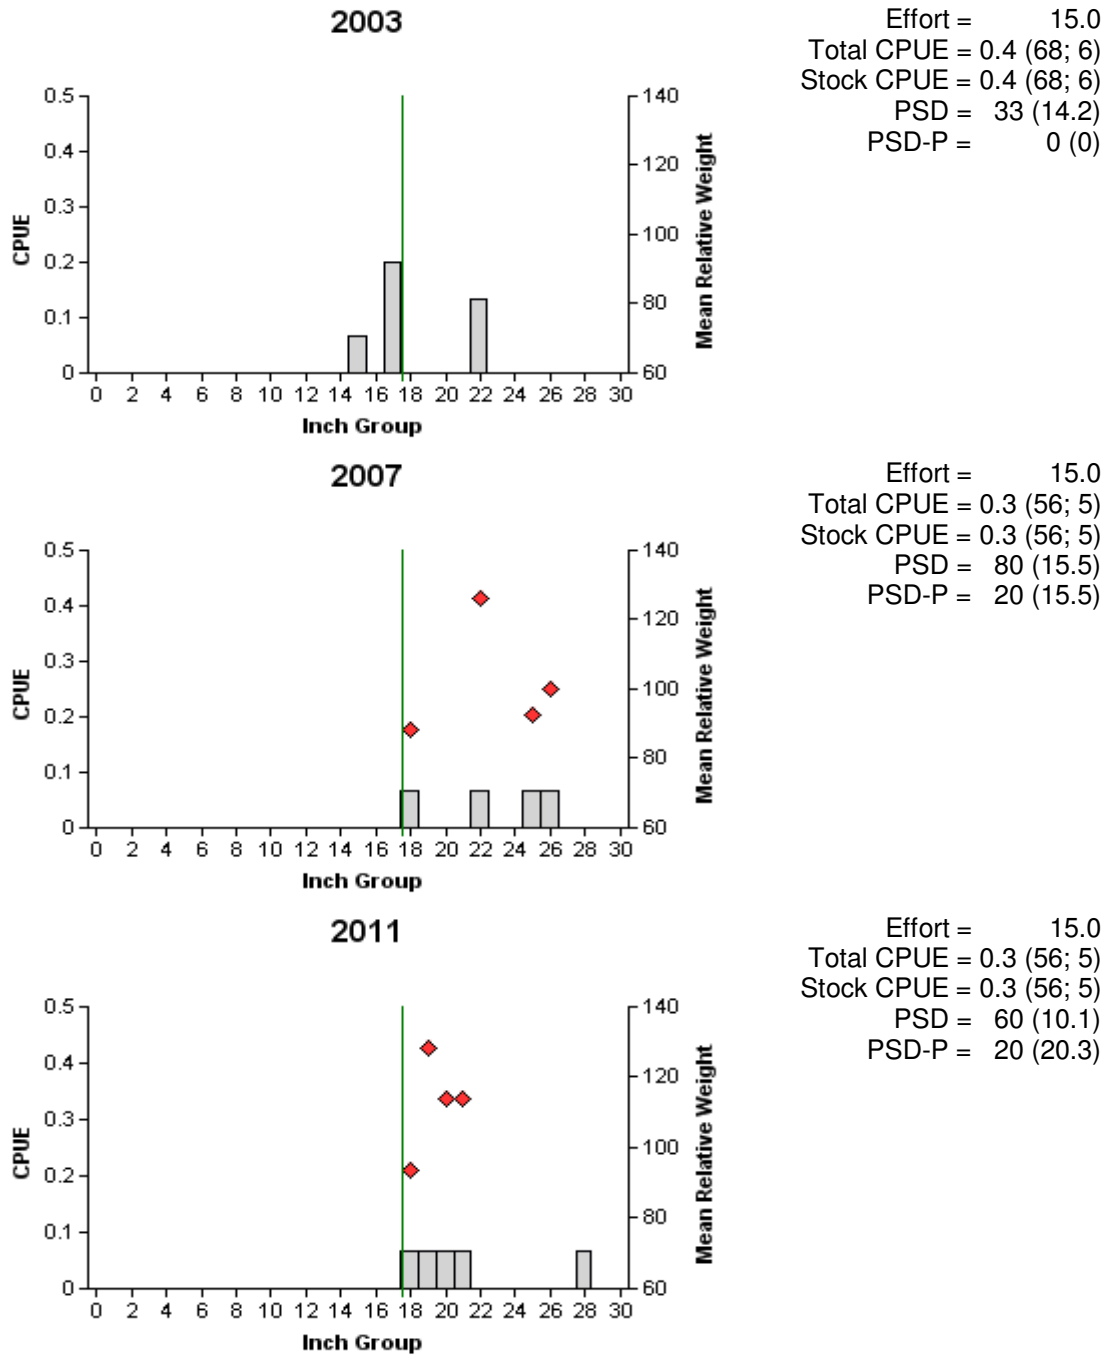 2003
Effort = 15.0
Total CPUE = 0.4 (68; 6)
Stock CPUE = 0.4 (68; 6)
PSD = 33 (14.2)
PSD-P = 0 (0)
0.5
0.4
0.3
0.2
0.1
0
CPUE
140
120
100
80
60
Mean Relative Weight
0 2 4 6 8 10 12 14 16 18 20 22 24 26 28 30
Inch Group
2007
Effort = 15.0
Total CPUE = 0.3 (56; 5)
Stock CPUE = 0.3 (56; 5)
PSD = 80 (15.5)
PSD-P = 20 (15.5)
0.5
0.4
0.3
0.2
0.1
0
CPUE
140
120
100
80
60
Mean Relative Weight
0 2 4 6 8 10 12 14 16 18 20 22 24 26 28 30
Inch Group
2011
Effort = 15.0
Total CPUE = 0.3 (56; 5)
Stock CPUE = 0.3 (56; 5)
PSD = 60 (10.1)
PSD-P = 20 (20.3)
0.5
0.4
0.3
0.2
0.1
0
CPUE
140
120
100
80
60
Mean Relative Weight
0 2 4 6 8 10 12 14 16 18 20 22 24 26 28 30
Inch Group